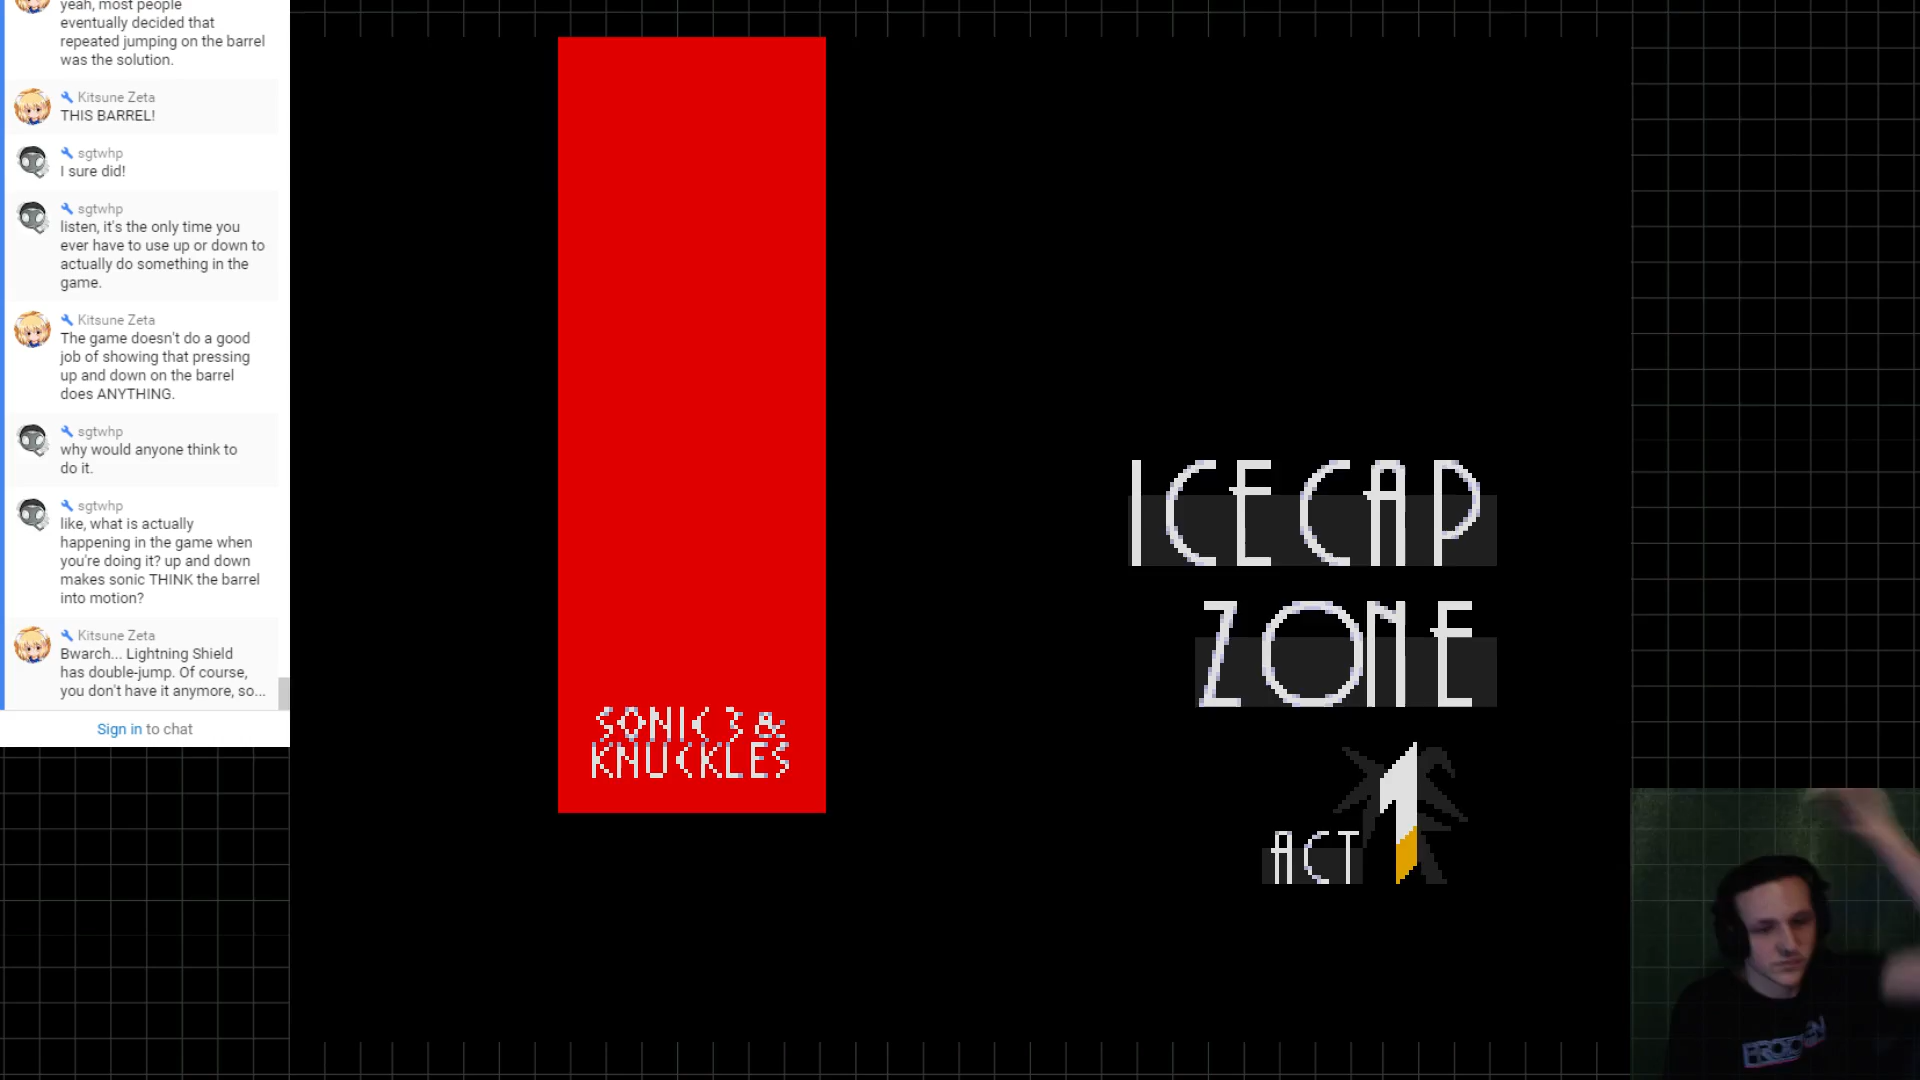 yeah, most people
eventually decided that
repeated jumping on the barrel
was the solution.
Kitsune Zeta
THIS BARREL!
sgtwhp
I sure did!
sgtwhp
listen, it's the only time you
ever have to use up or down to
actually do something in the
game.
Kitsune Zeta
The game doesn't do a good
job of showing that pressing
up and down on the barrel
does ANYTHING.
sgtwhp
why would anyone think to
do it.
sgtwhp
like, what is actually
happening in the game when
you're doing it? up and down
makes sonic THINK the barrel
into motion?
Kitsune Zeta
Bwarch... Lightning Shield
has double-jump. Of course,
you don't have it anymore, so...
Sign in to chat
SONIC 3 &
KNUCKLES
ICECAP
ZONE
ACT 1